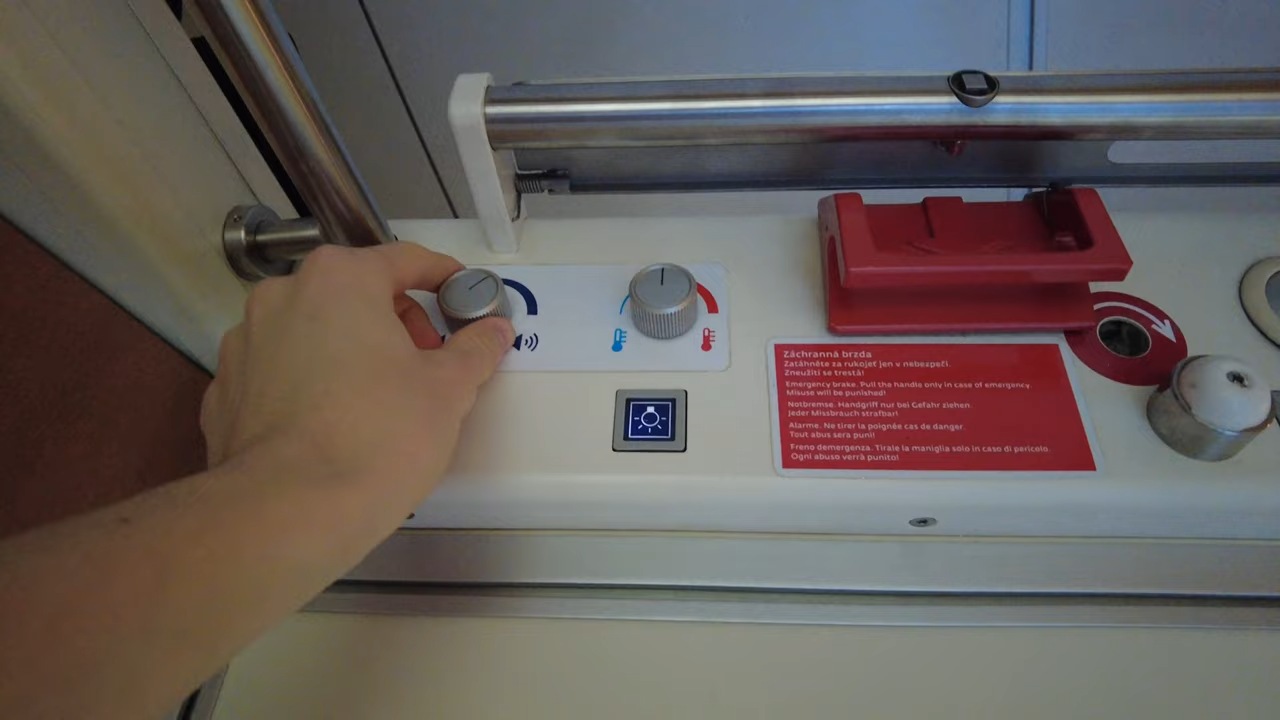 Záchranná brzda
Zatáhněte za rukojeť jen v nebezpečí.
Zneužití se trestá!
Emergency brake. Pull the handle only in case of emergency.
Misuse will be punished!
Notbremse. Handgriff nur bei Gefahr ziehen.
Jeder Missbrauch strafbar!
Alarme. Ne tirer la poignée cas de danger.
Tout abus sera puni!
Freno demergenza. Tirale la maniglia solo in caso di pericolo.
Ogni abuso verrà punito!